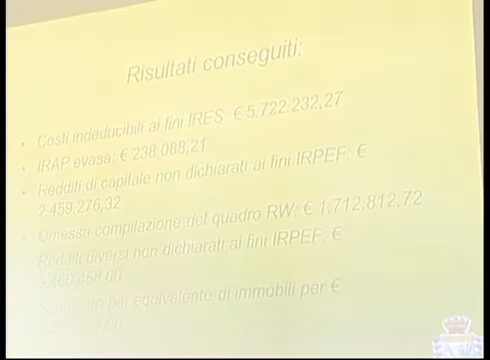 Risultati conseguiti:
Costi indeducibili ai fini IRES: € 5.722.232,27
IRAP evasa: € 238.088,21
Redditi di capitale non dichiarati ai fini IRPEF: €
2.459.276,32
Omessa compilazione del quadro RW: € 1.712.812,72
Redditi diversi non dichiarati ai fini IRPEF: €
per equivalente di immobili per €